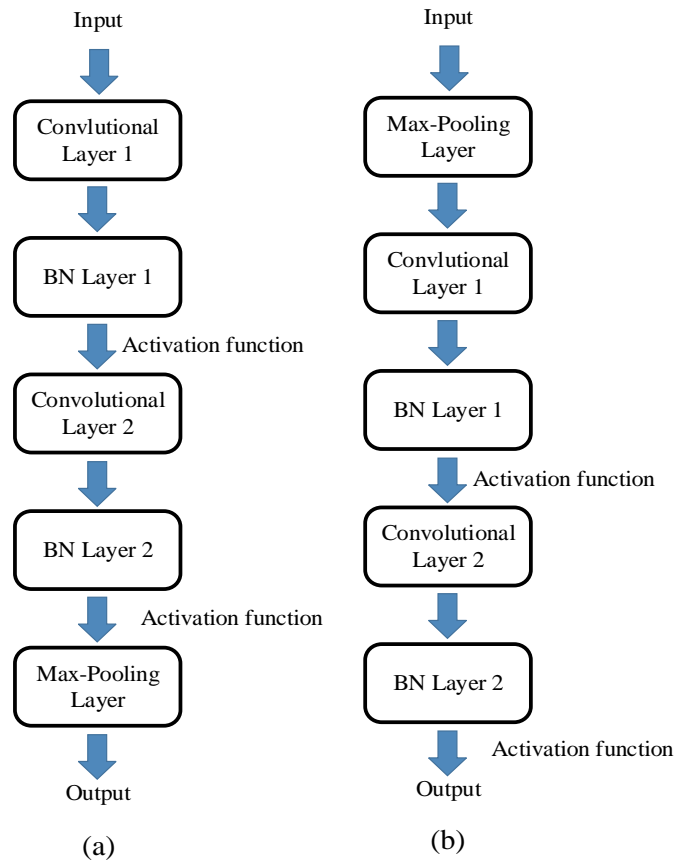 Input
Convlutional
Layer 1
BN Layer 1
Activation function
Convolutional
Layer 2
BN Layer 2
Activation function
Max-Pooling
Layer
Output
(a)
Input
Max-Pooling
Layer
Convlutional
Layer 1
BN Layer 1
Activation function
Convolutional
Layer 2
BN Layer 2
Activation function
Output
(b)